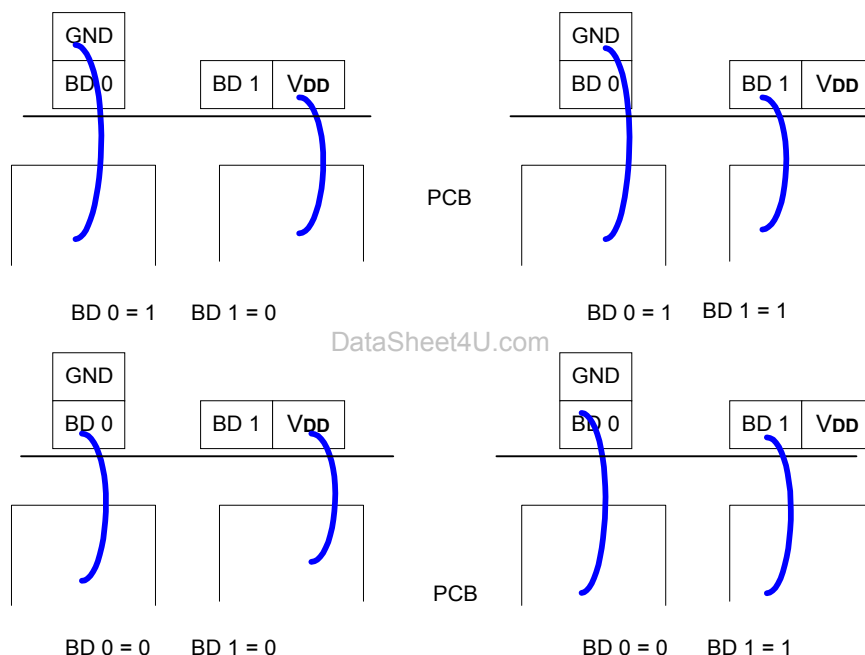 GND GND
BD 0 BD 1 VDD BD 0 BD 1 VDD
PCB
BD 0 = 1 BD 1 = 0 BD 0 = 1 BD 1 = 1
DataSheet4U.com
GND GND
BD 0 BD 1 VDD BD 0 BD 1 VDD
PCB
BD 0 = 0 BD 1 = 0 BD 0 = 0 BD 1 = 1